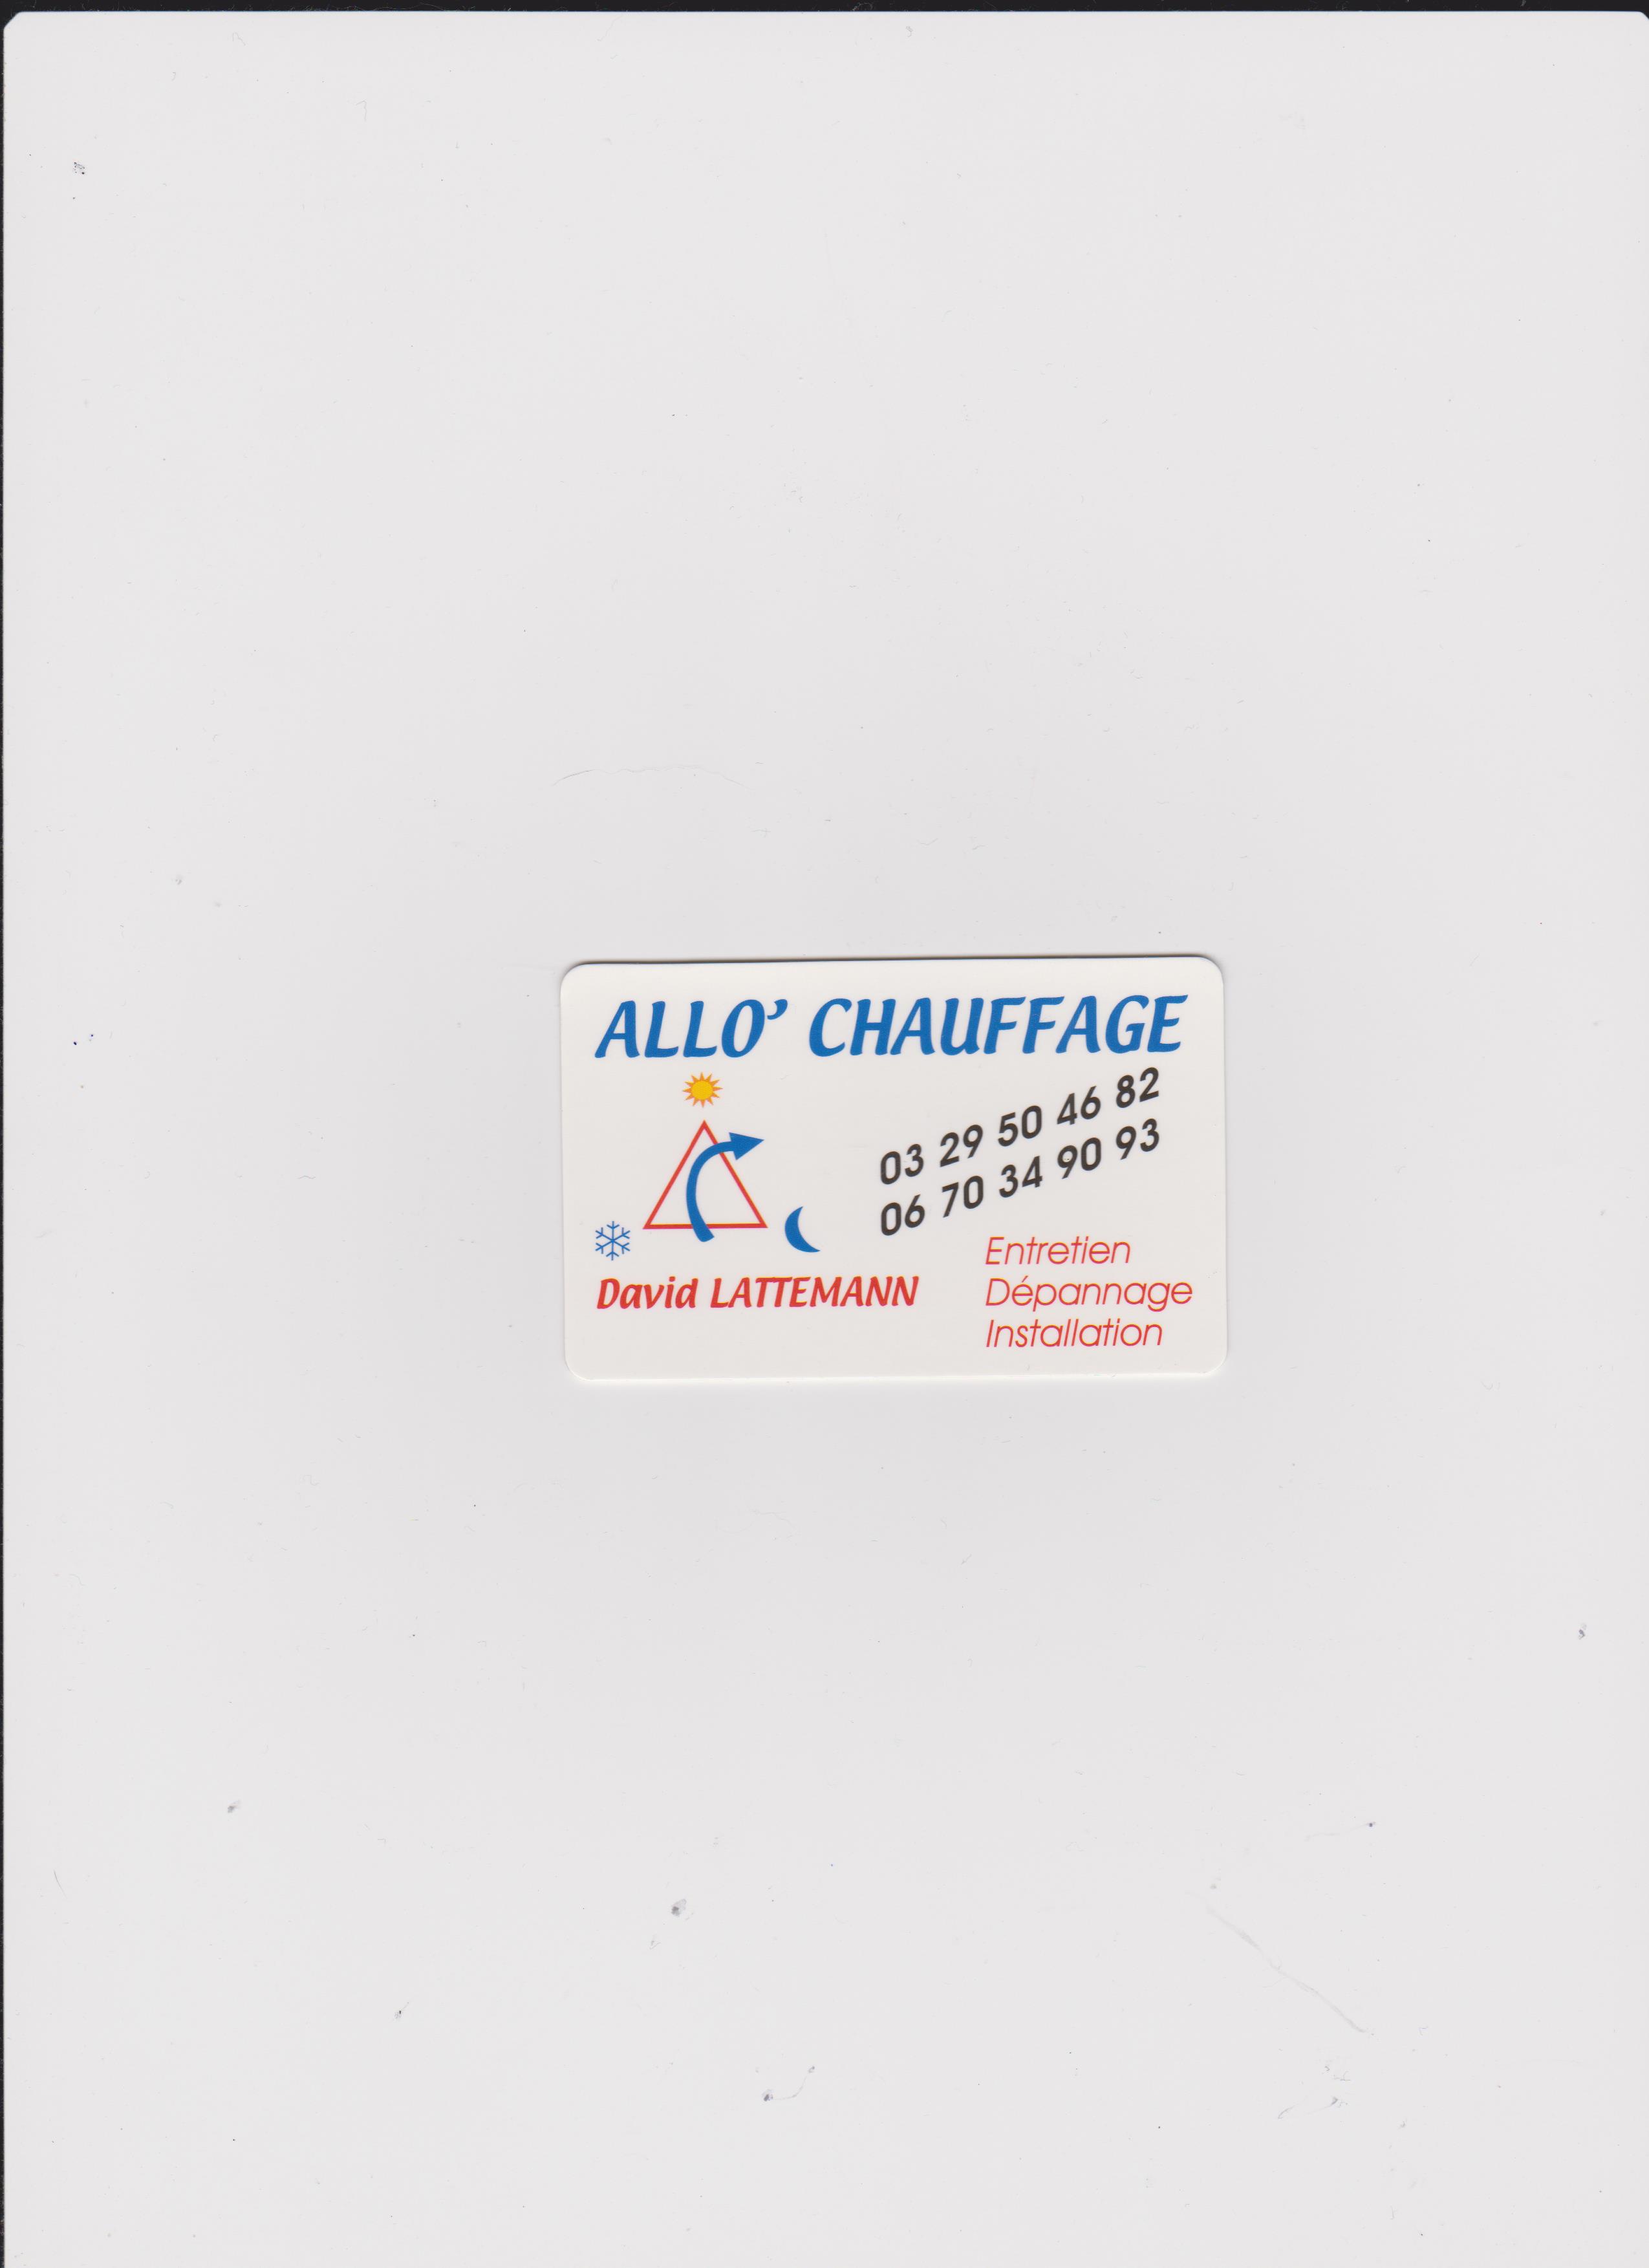 ALLO' CHAUFFAGE
03 29 50 46 82
06 70 34 90 93
David LATTEMANN
Entretien
Dépannage
Installation